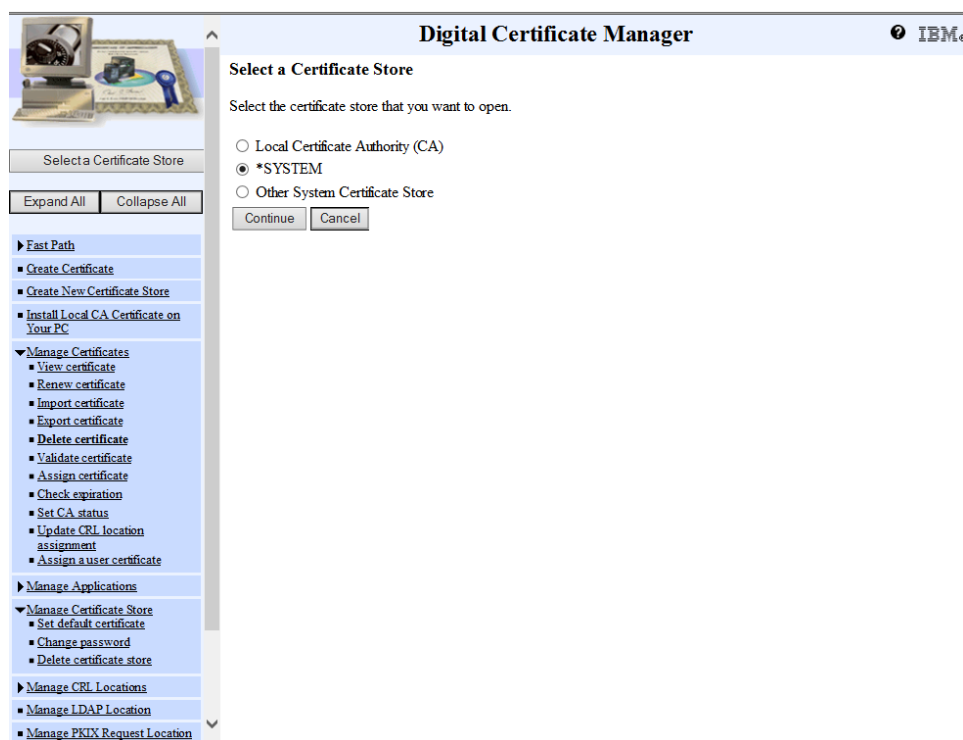 Digital Certificate Manager
IBM
Select a Certificate Store
Select the certificate store that you want to open.
Local Certificate Authority (CA)
*SYSTEM
Other System Certificate Store
Continue
Cancel
Select a Certificate Store
Expand All
Collapse All
Fast Path
Create Certificate
Create New Certificate Store
Install Local CA Certificate on
Your PC
Manage Certificates
View certificate
Renew certificate
Import certificate
Export certificate
Delete certificate
Validate certificate
Assign certificate
Check expiration
Set CA status
Update CRL location
assignment
Assign a user certificate
Manage Applications
Manage Certificate Store
Set default certificate
Change password
Delete certificate store
Manage CRL Locations
Manage LDAP Location
Manage PKIX Request Location